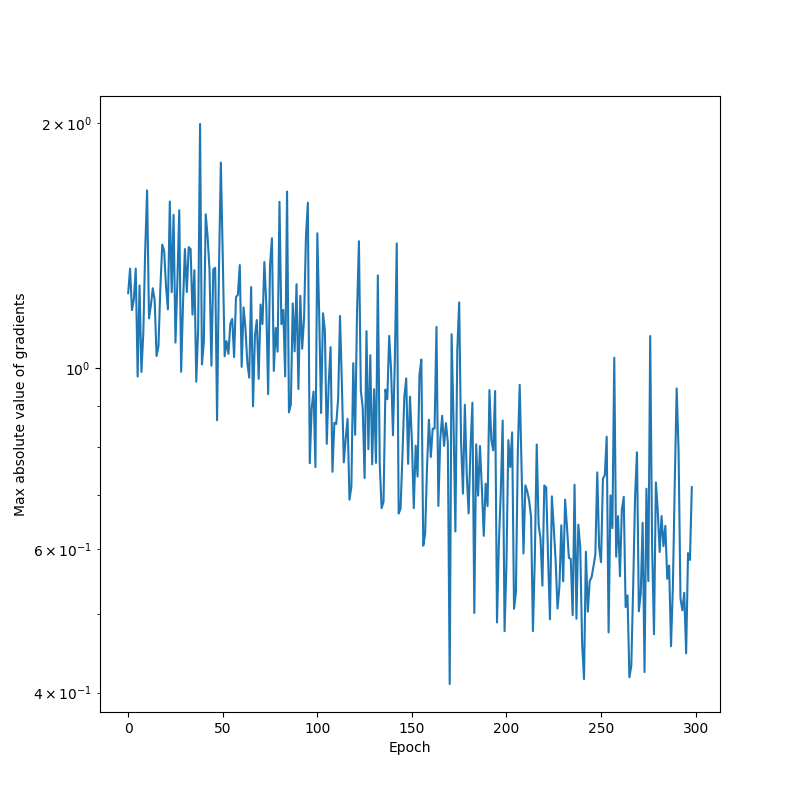 Max absolute value of gradients
2 × 10⁰
10⁰
6 × 10⁻¹
4 × 10⁻¹
0 50 100 150 200 250 300
Epoch